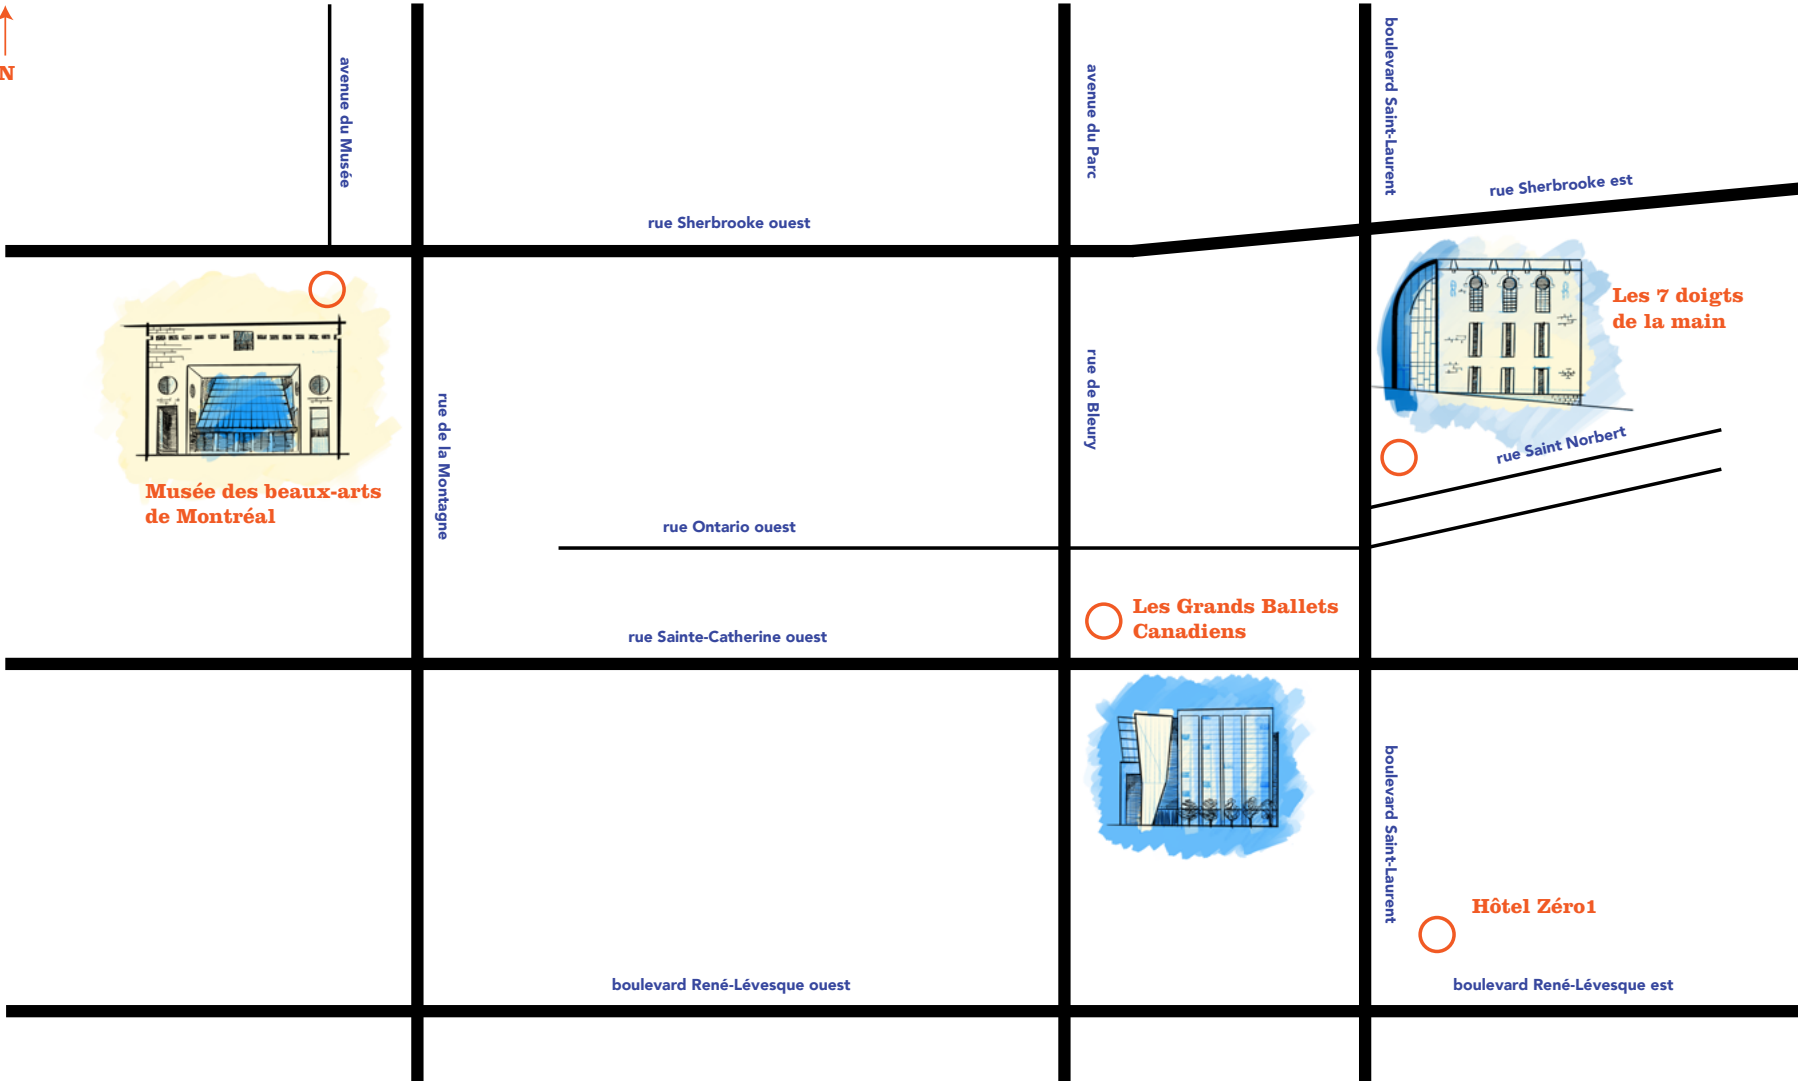 N
avenue du Musée
avenue du Parc
boulevard Saint-Laurent
rue Sherbrooke est
rue Sherbrooke ouest
Les 7 doigts
de la main
rue de Bleury
rue de la Montagne
rue Saint Norbert
Musée des beaux-arts
de Montréal
rue Ontario ouest
Les Grands Ballets
Canadiens
rue Sainte-Catherine ouest
boulevard Saint-Laurent
Hôtel Zéro1
boulevard René-Lévesque ouest
boulevard René-Lévesque est